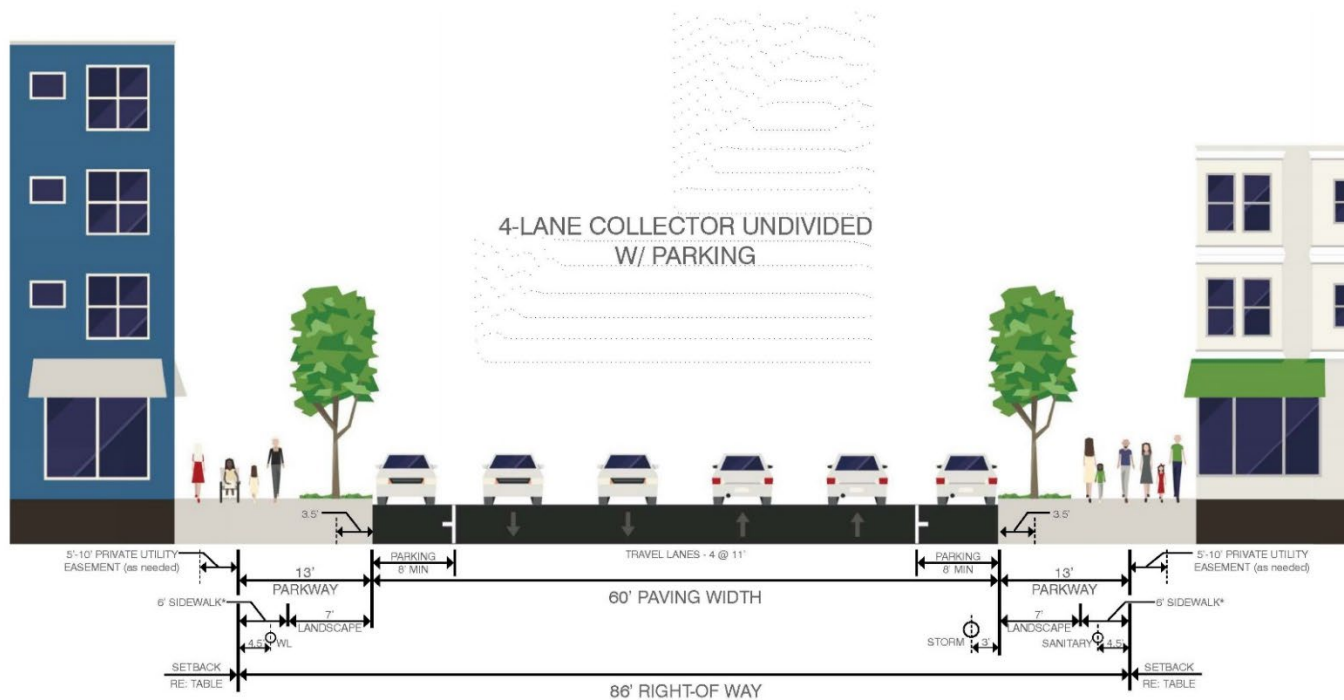 4-LANE COLLECTOR UNDIVIDED
W/ PARKING
3.5'
3.5'
5'-10' PRIVATE UTILITY
EASEMENT (as needed)
13'
PARKWAY
PARKING
8' MIN
TRAVEL LANES - 4 @ 11'
PARKING
8' MIN
13'
PARKWAY
5'-10' PRIVATE UTILITY
EASEMENT (as needed)
60' PAVING WIDTH
6' SIDEWALK*
7'
LANDSCAPE
7'
LANDSCAPE
6' SIDEWALK*
4.5'
WL
STORM
3'
SANITARY
4.5'
SETBACK
RE: TABLE
86' RIGHT-OF WAY
SETBACK
RE: TABLE